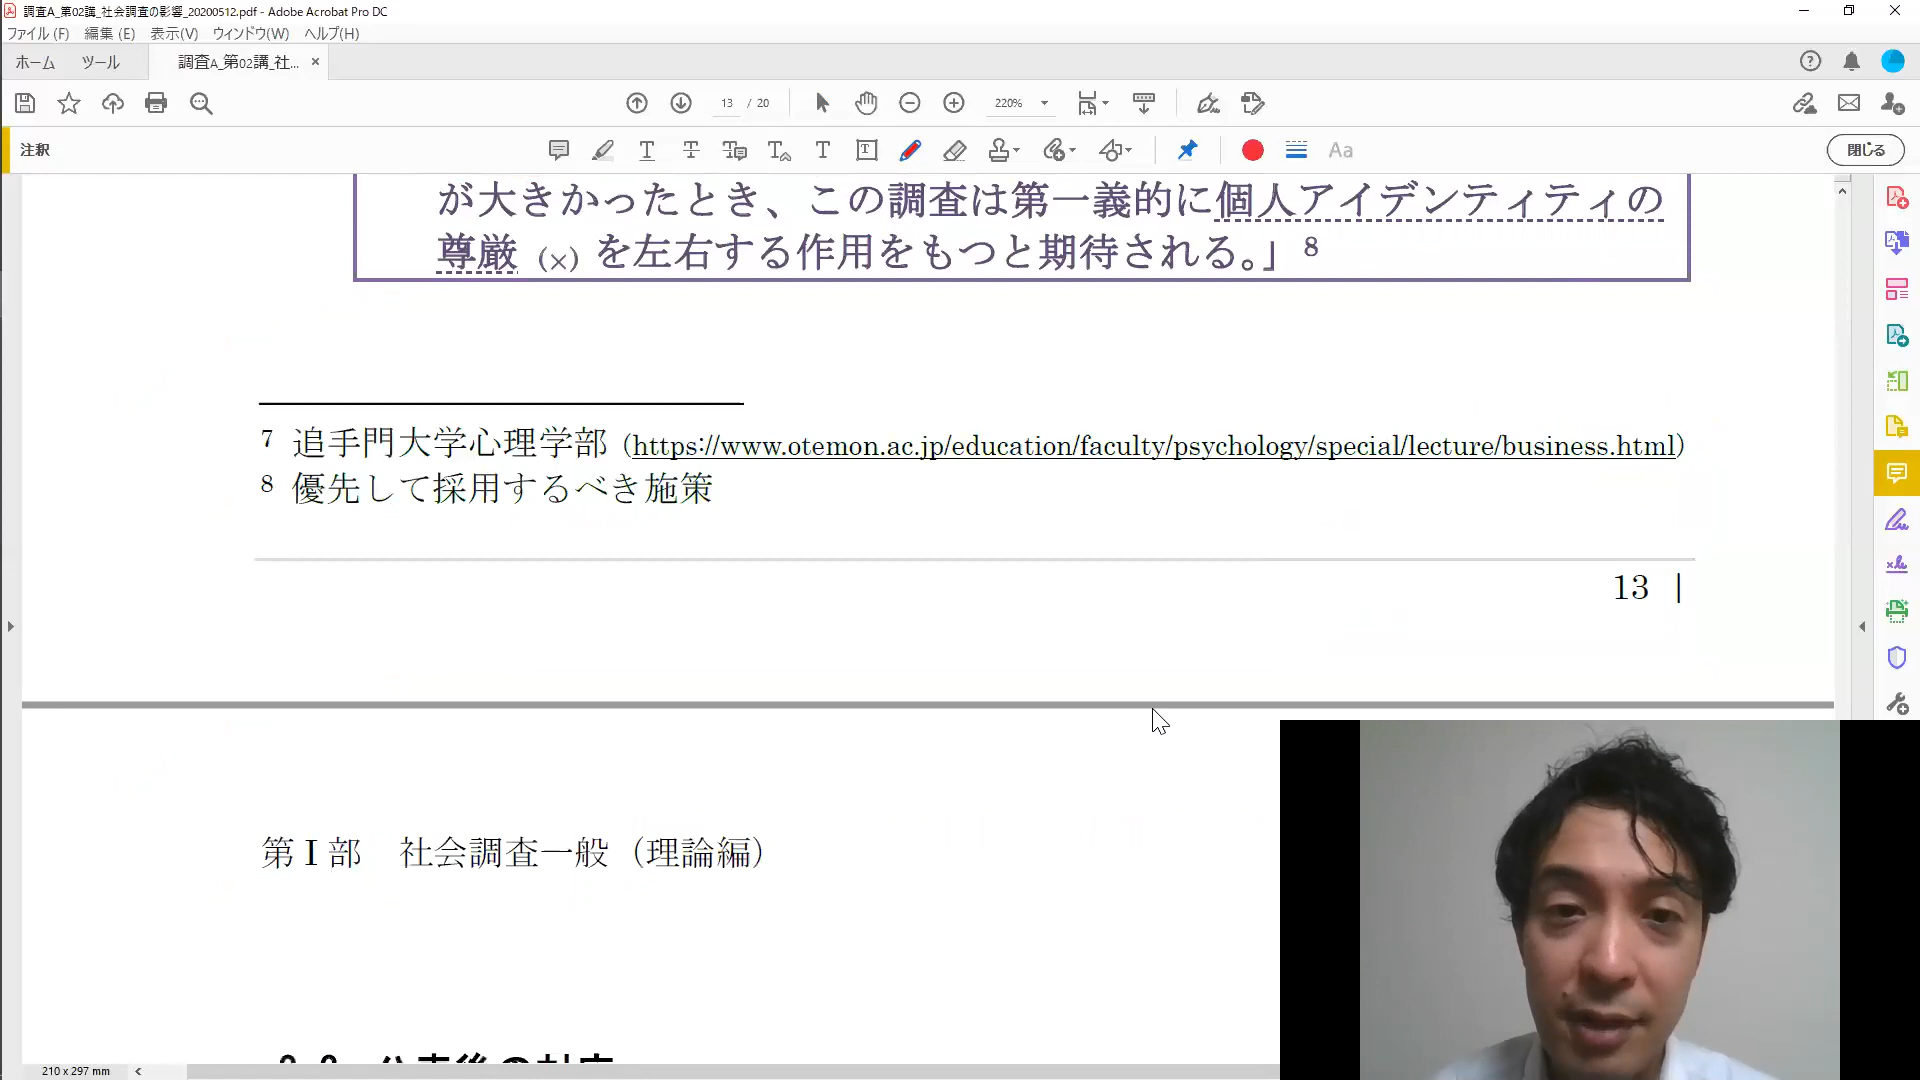 調査A_第02講_社会調査の影響_20200512.pdf - Adobe Acrobat Pro DC
ファイル(F) 編集(E) 表示(V) ウィンドウ(W) ヘルプ(H)
ホーム ツール 調査A_第02講_社... ×
13 / 20 220%
注釈 Aa 閉じる
が大きかったとき、この調査は第一義的に個人アイデンティティの
尊厳（×）を左右する作用をもつと期待される。」8
7 追手門大学心理学部（https://www.otemon.ac.jp/education/faculty/psychology/special/lecture/business.html）
8 優先して採用するべき施策
13 |
第 I 部　社会調査一般（理論編）
210 x 297 mm